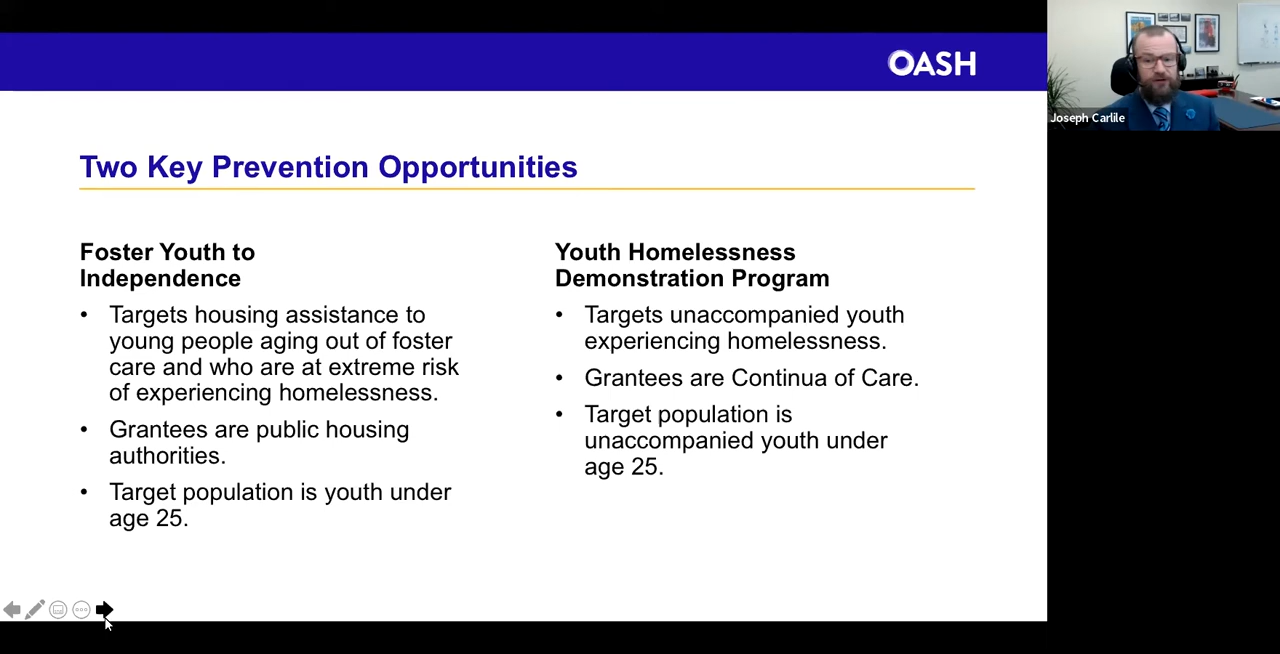 OASH
Joseph Carlile
Two Key Prevention Opportunities
Foster Youth to
Independence
• Targets housing assistance to
young people aging out of foster
care and who are at extreme risk
of experiencing homelessness.
• Grantees are public housing
authorities.
• Target population is youth under
age 25.
Youth Homelessness
Demonstration Program
• Targets unaccompanied youth
experiencing homelessness.
• Grantees are Continua of Care.
• Target population is
unaccompanied youth under
age 25.